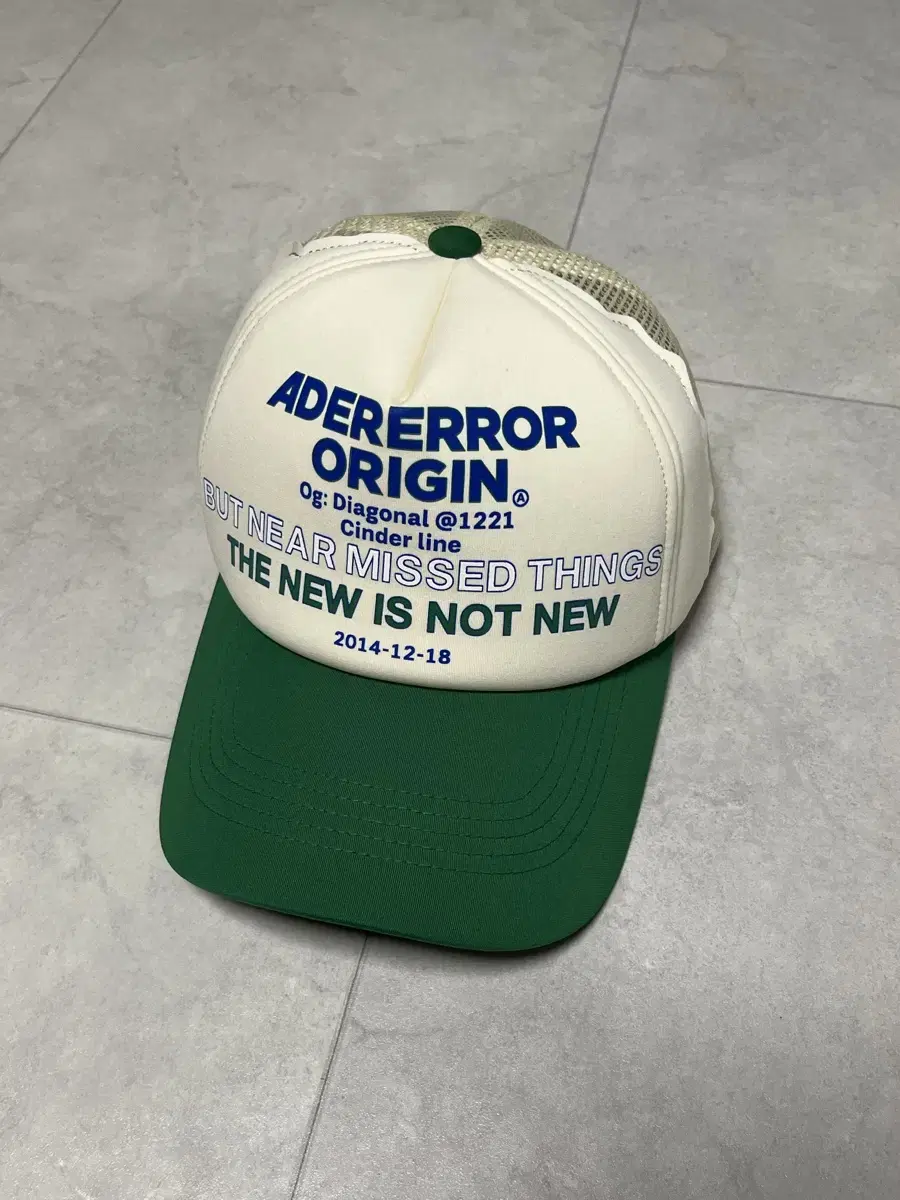 ADERERROR
ORIGIN Ⓐ
Og: Diagonal @1221
Cinder line
BUT NEAR MISSED THINGS
THE NEW IS NOT NEW
2014-12-18